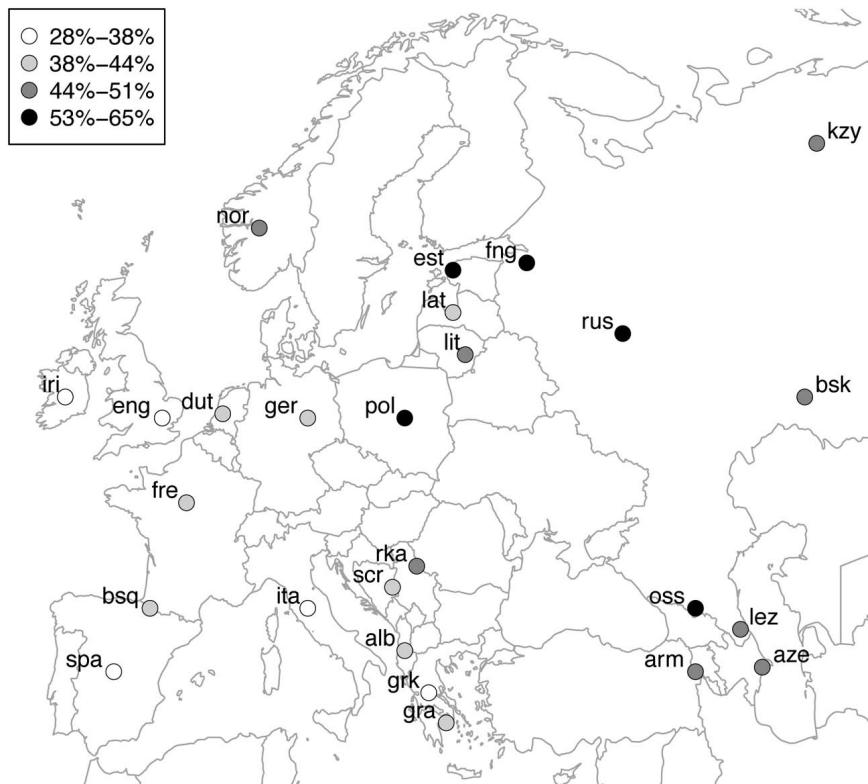 28%–38%
38%–44%
44%–51%
53%–65%
kzy
nor
est
fng
lat
rus
lit
iri
eng
dut
ger
pol
bsk
fre
rka
scr
bsq
ita
oss
lez
alb
spa
arm
aze
grk
gra